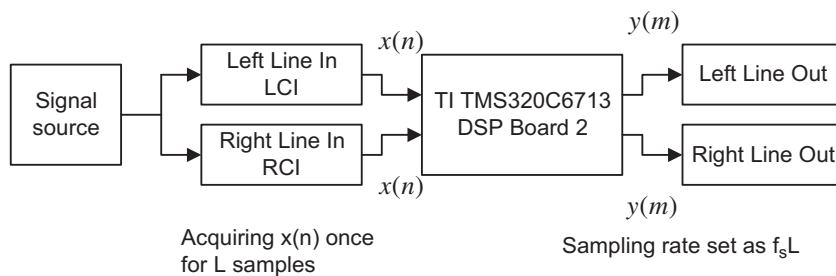 x(n)
y(m)
Signal
source
Left Line In
LCI
Right Line In
RCI
TI TMS320C6713
DSP Board 2
Left Line Out
Right Line Out
x(n)
y(m)
Acquiring x(n) once
for L samples
Sampling rate set as fsL